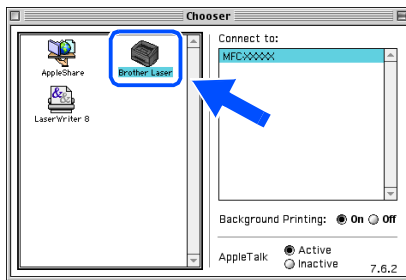 Chooser
AppleShare
Brother Laser
LaserWriter 8
Connect to:
MFC-XXXXX
Background Printing: On Off
AppleTalk Active
Inactive
7.6.2